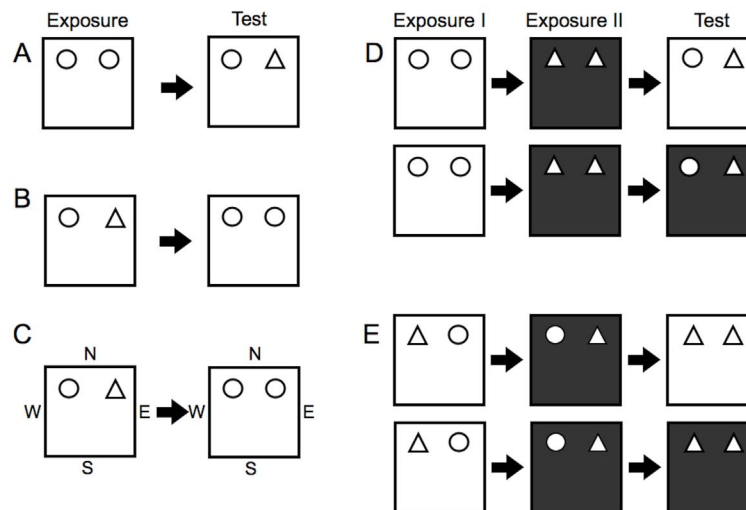 Exposure Test
A
B
C
N N
W E W E
S S
Exposure I Exposure II Test
D
E